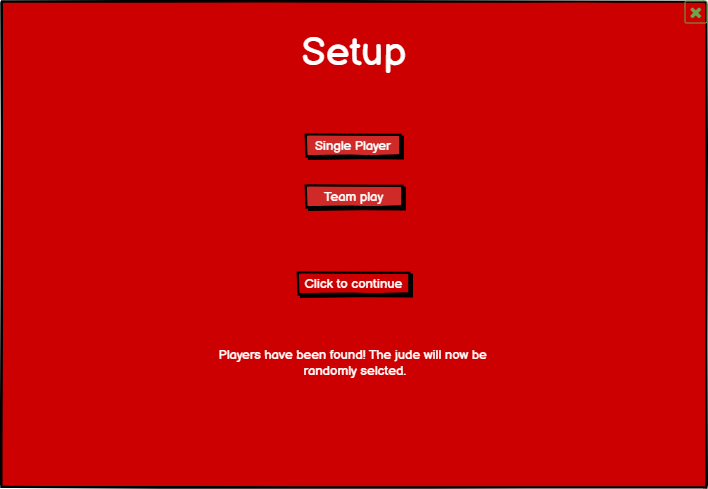 Setup
Single Player
Team play
Click to continue
Players have been found! The jude will now be
randomly selcted.